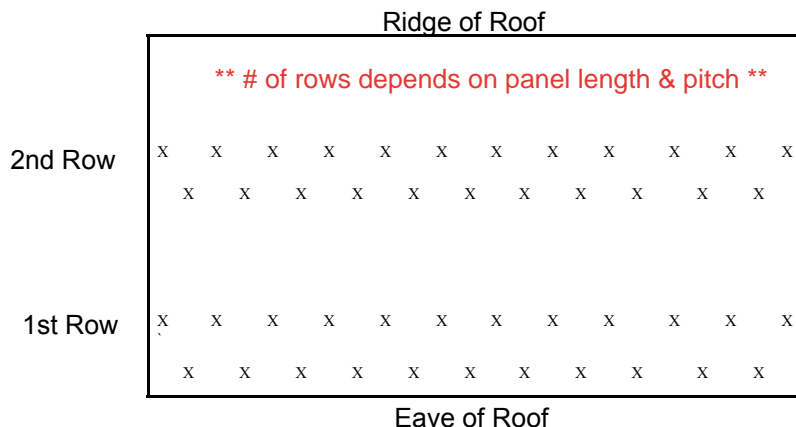 Ridge of Roof
** # of rows depends on panel length & pitch **
2nd Row
X X X X X X X X X X X X
X X X X X X X X X X X
1st Row
X X X X X X X X X X X X
`
X X X X X X X X X X X
Eave of Roof